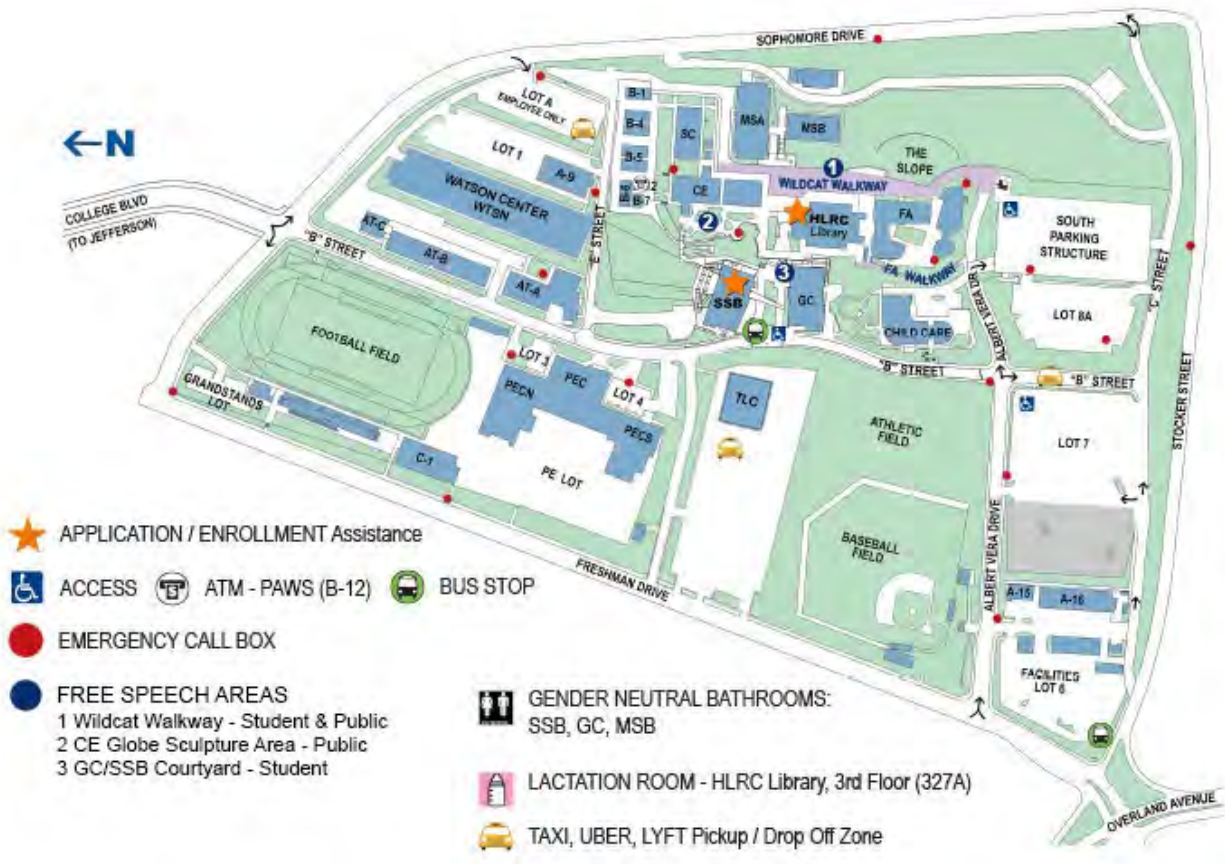 SOPHOMORE DRIVE
LOT A
EMPLOYEE ONLY
B-1
B-4
B-5
B-6
B-7
12
SC
MSA
MSB
←N
LOT 1
A-9
THE
SLOPE
1
WILDCAT WALKWAY
WATSON CENTER
WTSN
CE
COLLEGE BLVD
(TO JEFFERSON)
"B" STREET
AT-C
AT-B
AT-A
"E" STREET
2
HLRC
Library
FA
FA WALKWAY
SOUTH
PARKING
STRUCTURE
3
SSB
GC
CHILD CARE
ALBERT VERA DR
LOT 8A
"C" STREET
STOCKER STREET
FOOTBALL FIELD
LOT 3
PEC
PECN
LOT 4
PECS
TLC
"B" STREET
"B" STREET
GRANDSTANDS
LOT
C-1
PE LOT
ATHLETIC
FIELD
LOT 7
BASEBALL
FIELD
ALBERT VERA DRIVE
FRESHMAN DRIVE
A-15
A-16
FACILITIES
LOT 6
OVERLAND AVENUE
APPLICATION / ENROLLMENT Assistance
ACCESS ATM - PAWS (B-12) BUS STOP
EMERGENCY CALL BOX
FREE SPEECH AREAS
1 Wildcat Walkway - Student & Public
2 CE Globe Sculpture Area - Public
3 GC/SSB Courtyard - Student
GENDER NEUTRAL BATHROOMS:
SSB, GC, MSB
LACTATION ROOM - HLRC Library, 3rd Floor (327A)
TAXI, UBER, LYFT Pickup / Drop Off Zone